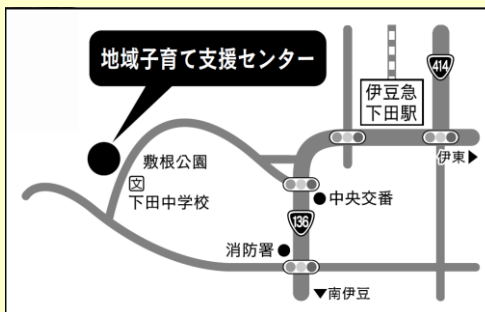 地域子育て支援センター
414
伊豆急
下田駅
伊東▶
敷根公園
文
下田中学校
中央交番
136
消防署
▼南伊豆